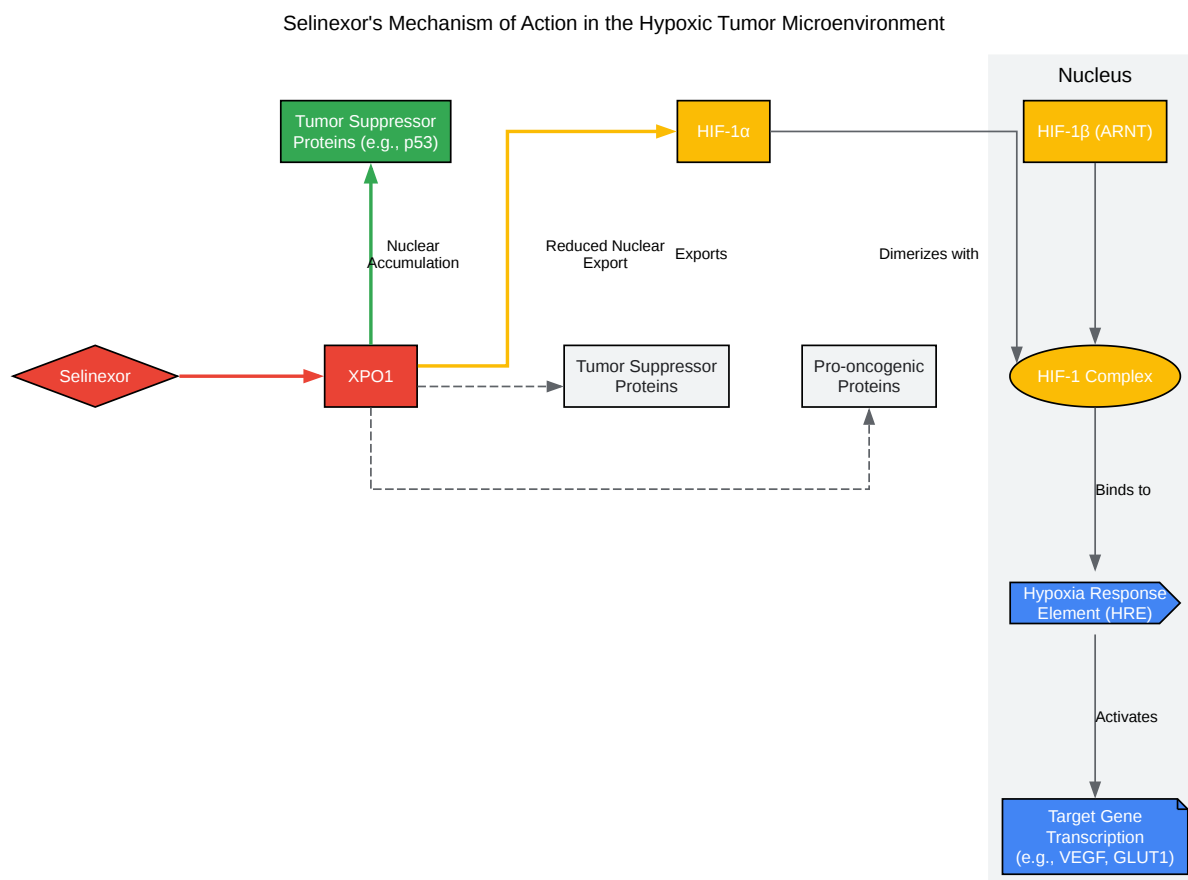 Selinexor's Mechanism of Action in the Hypoxic Tumor Microenvironment
Nucleus
Tumor Suppressor
Proteins (e.g., p53)
HIF-1α
HIF-1β (ARNT)
Nuclear
Accumulation
Reduced Nuclear
Export
Exports
Dimerizes with
Selinexor
XPO1
Tumor Suppressor
Proteins
Pro-oncogenic
Proteins
HIF-1 Complex
Binds to
Hypoxia Response
Element (HRE)
Activates
Target Gene
Transcription
(e.g., VEGF, GLUT1)